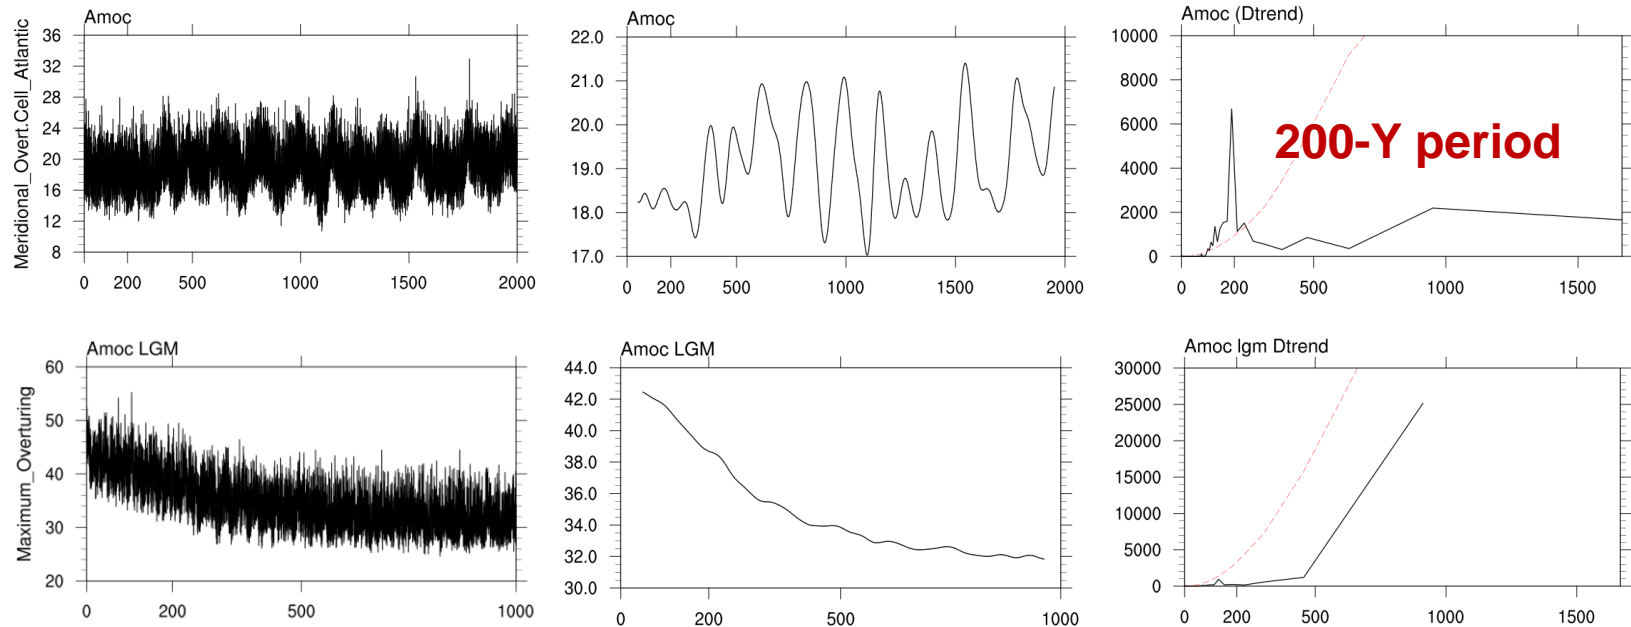 Amoc
Meridional_Overt.Cell_Atlantic
36
32
28
24
20
16
12
8
0 200 500 1000 1500 2000
Amoc
22.0
21.0
20.0
19.0
18.0
17.0
0 200 500 1000 1500 2000
Amoc (Dtrend)
10000
8000
6000
4000
2000
0
0 200 500 1000 1500
200-Y period
Amoc LGM
Maximum_Overturing
60
50
40
30
20
0 200 500 1000
Amoc LGM
44.0
42.0
40.0
38.0
36.0
34.0
32.0
30.0
0 200 500 1000
Amoc lgm Dtrend
30000
25000
20000
15000
10000
5000
0
0 200 500 1000 1500